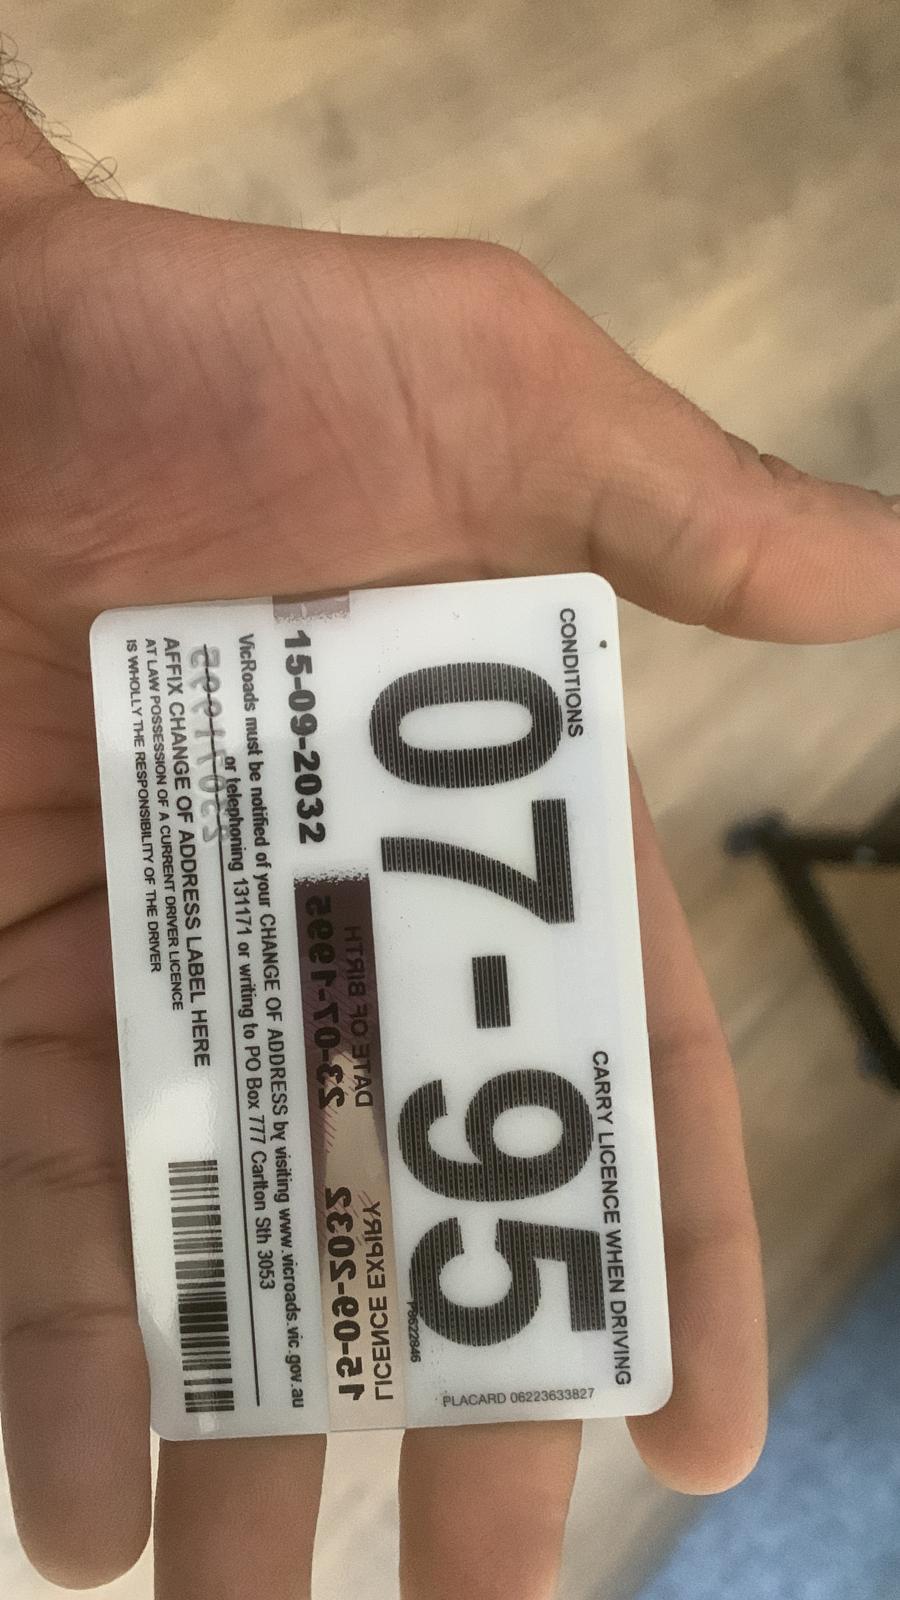 CONDITIONS
CARRY LICENCE WHEN DRIVING
07-95
P8622846
PLACARD 06223633827
DATE OF BIRTH
23-07-1995
LICENCE EXPIRY
15-09-2032
15-09-2032
VicRoads must be notified of your CHANGE OF ADDRESS by visiting www.vicroads.vic.gov.au
or telephoning 131171 or writing to PO Box 777 Carlton Sth 3053
23071995
AFFIX CHANGE OF ADDRESS LABEL HERE
AT LAW POSSESSION OF A CURRENT DRIVER LICENCE
IS WHOLLY THE RESPONSIBILITY OF THE DRIVER